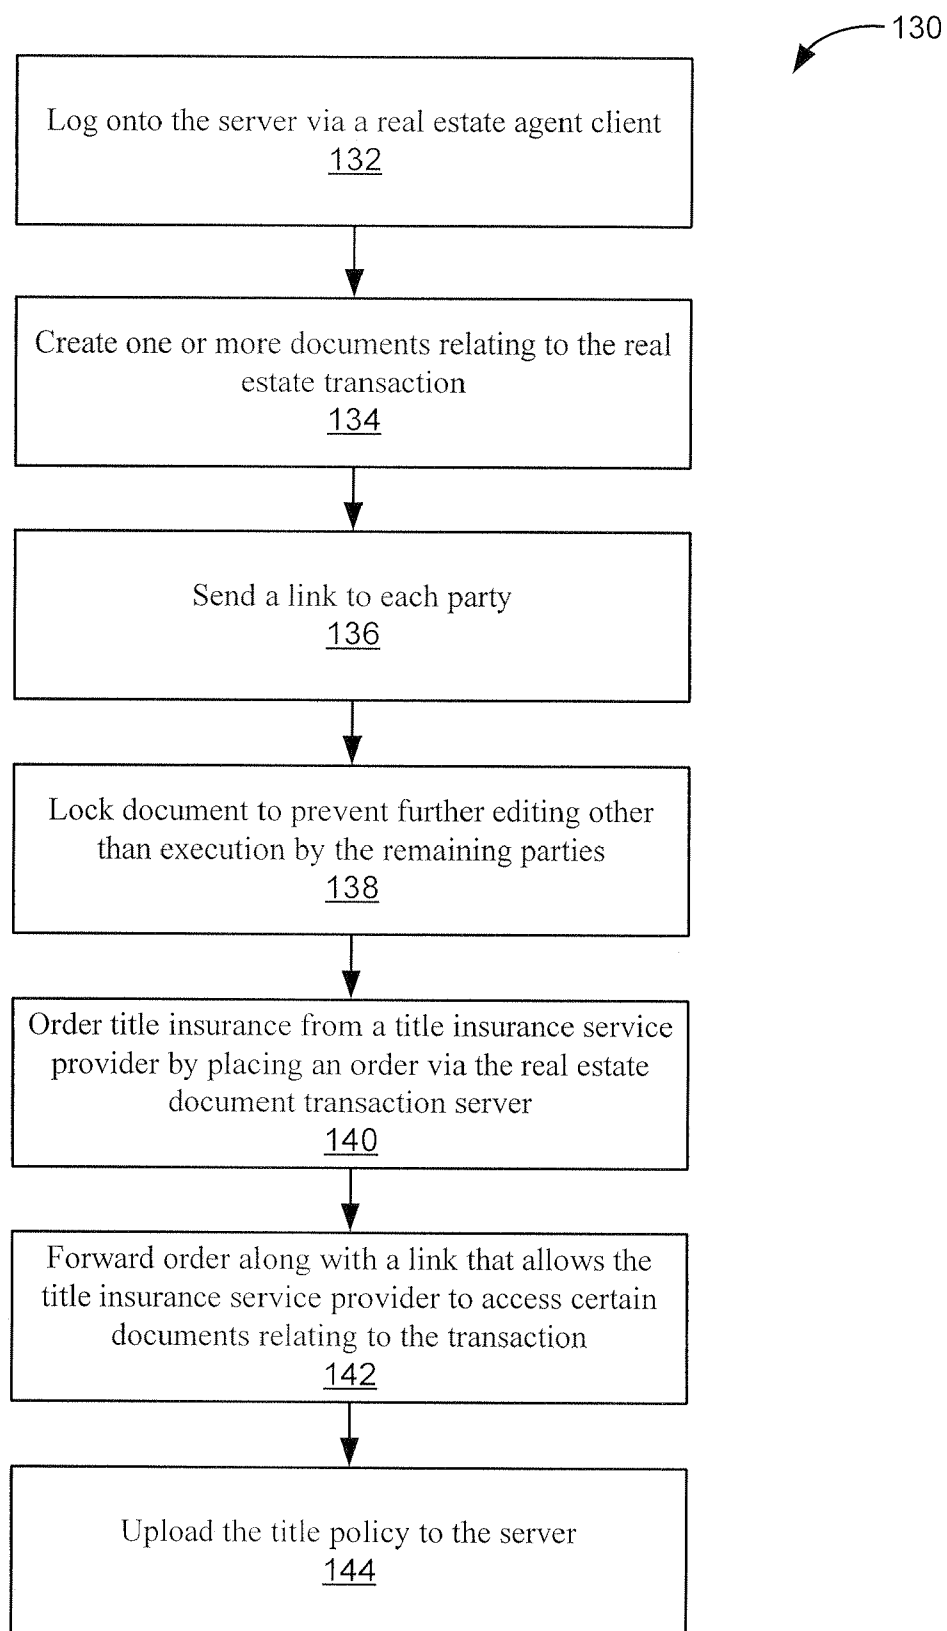 130
Log onto the server via a real estate agent client
132
Create one or more documents relating to the real
estate transaction
134
Send a link to each party
136
Lock document to prevent further editing other
than execution by the remaining parties
138
Order title insurance from a title insurance service
provider by placing an order via the real estate
document transaction server
140
Forward order along with a link that allows the
title insurance service provider to access certain
documents relating to the transaction
142
Upload the title policy to the server
144